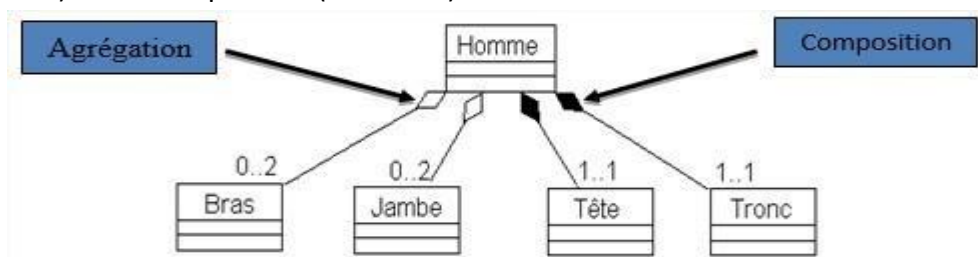 Agrégation
Homme
Composition
0..2
0..2
1..1
1..1
Bras
Jambe
Tête
Tronc